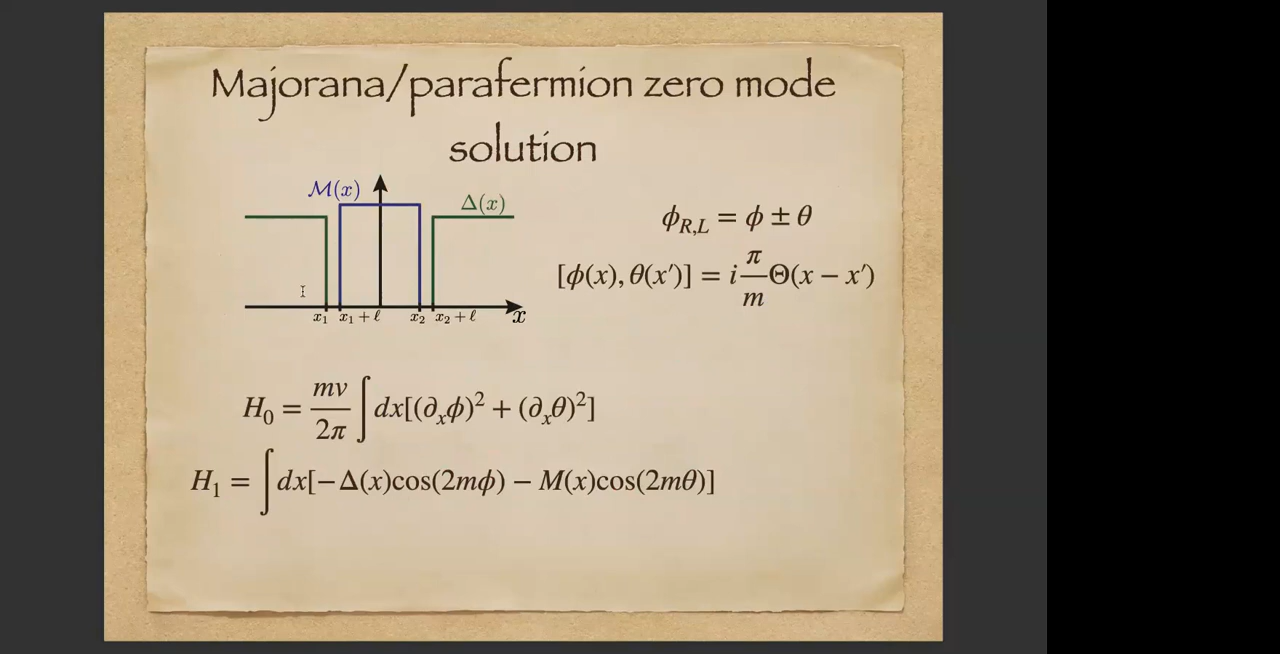 Majorana/parafermion zero mode
solution
ℳ(x)
Δ(x)
x₁ x₁ + ℓ x₂ x₂ + ℓ x
ϕ_{R,L} = ϕ ± θ
[ϕ(x), θ(x′)] = i π/m Θ(x − x′)
H₀ = mv/2π ∫ dx[(∂ₓϕ)² + (∂ₓθ)²]
H₁ = ∫ dx[−Δ(x)cos(2mϕ) − M(x)cos(2mθ)]